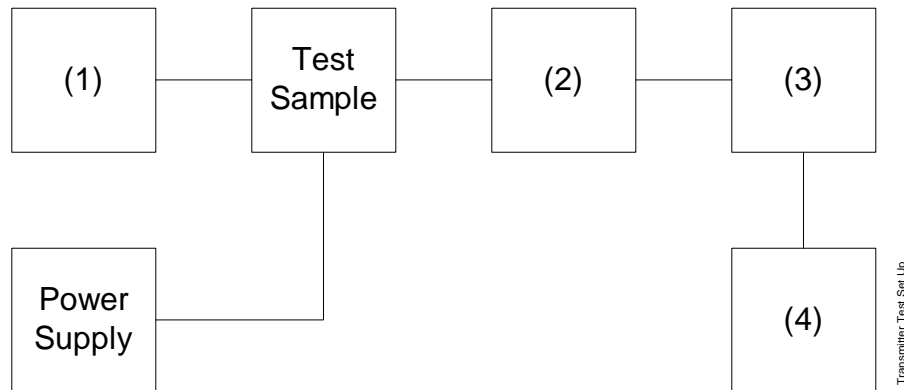 (1)
Test
Sample
(2)
(3)
Power
Supply
(4)
Transmitter Test Set Up